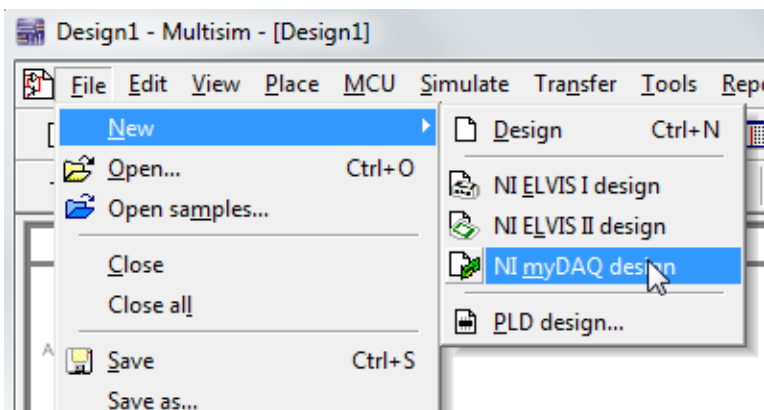 Design1 - Multisim - [Design1]
File Edit View Place MCU Simulate Transfer Tools
New
Design Ctrl+N
Open... Ctrl+O
NI ELVIS I design
Open samples...
NI ELVIS II design
Close
NI myDAQ design
Close all
PLD design...
A
Save Ctrl+S
Save as...